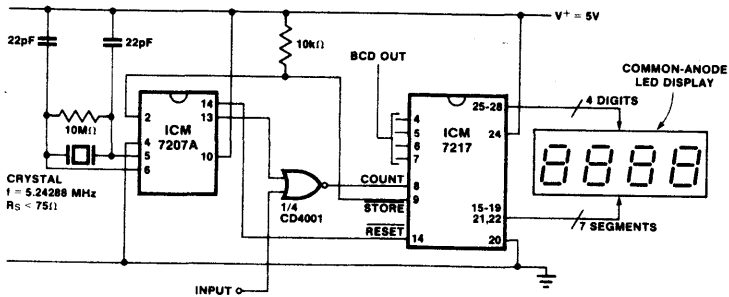 V+ = 5V
22pF
22pF
10kΩ
BCD OUT
COMMON-ANODE
LED DISPLAY
10MΩ
2
4
5
6
14
13
10
ICM
7207A
CRYSTAL
f = 5.24288 MHz
RS < 75Ω
1/4
CD4001
COUNT
STORE
RESET
4
5
6
7
8
9
14
ICM
7217
25-28
24
15-19
21,22
20
4 DIGITS
8888
7 SEGMENTS
INPUT